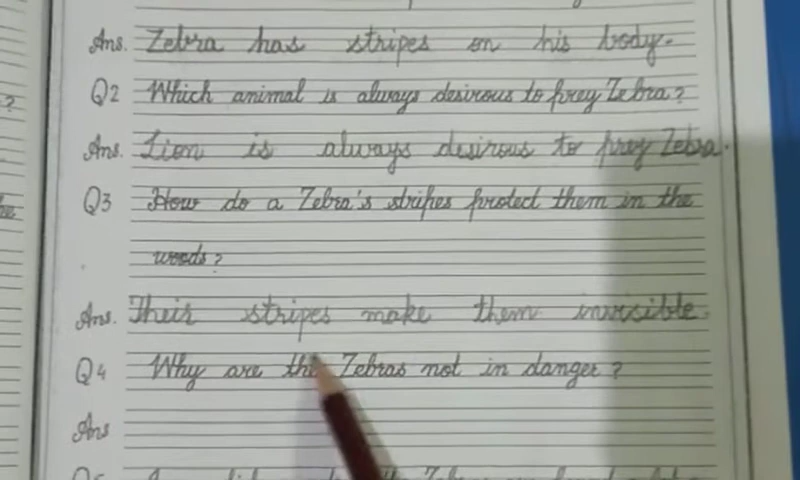 Ans. Zebra has stripes on his body.
Q2 Which animal is always desirous to prey Zebra?
Ans. Lion is always desirous to prey Zebra.
Q3 How do a Zebra's stripes protect them in the
woods?
Ans. Their stripes make them invisible.
Q4 Why are the Zebras not in danger?
Ans